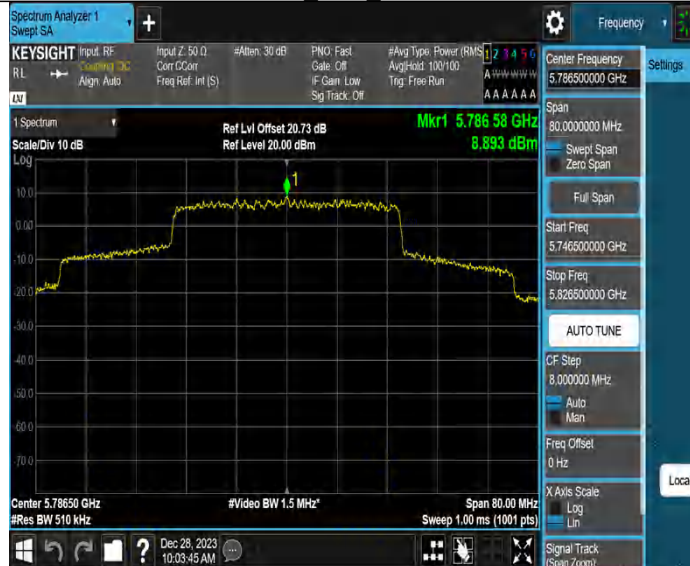 Spectrum Analyzer 1
Swept SA
+
Frequency
KEYSIGHT
RL
LXI
Input: RF
Coupling: DC
Align: Auto
Input Z: 50 Ω
Corr CCorr
Freq Ref: Int (S)
#Atten: 30 dB
PNO: Fast
Gate: Off
IF Gain: Low
Sig Track: Off
#Avg Type: Power (RMS
Avg|Hold: 100/100
Trig: Free Run
1 2 3 4 5 6
A W W W W W
A A A A A A
1 Spectrum
Scale/Div 10 dB
Log
Ref Lvl Offset 20.73 dB
Ref Level 20.00 dBm
Mkr1 5.786 58 GHz
8.893 dBm
1
10.0
0.00
-10.0
-20.0
-30.0
-40.0
-50.0
-60.0
-70.0
Center 5.78650 GHz
#Res BW 510 kHz
#Video BW 1.5 MHz*
Span 80.00 MHz
Sweep 1.00 ms (1001 pts)
Center Frequency
5.786500000 GHz
Settings
Span
80.0000000 MHz
Swept Span
Zero Span
Full Span
Start Freq
5.746500000 GHz
Stop Freq
5.826500000 GHz
AUTO TUNE
CF Step
8.000000 MHz
Auto
Man
Freq Offset
0 Hz
X Axis Scale
Log
Lin
Loca
Signal Track
(Span Zoom)
?
Dec 28, 2023
10:03:45 AM